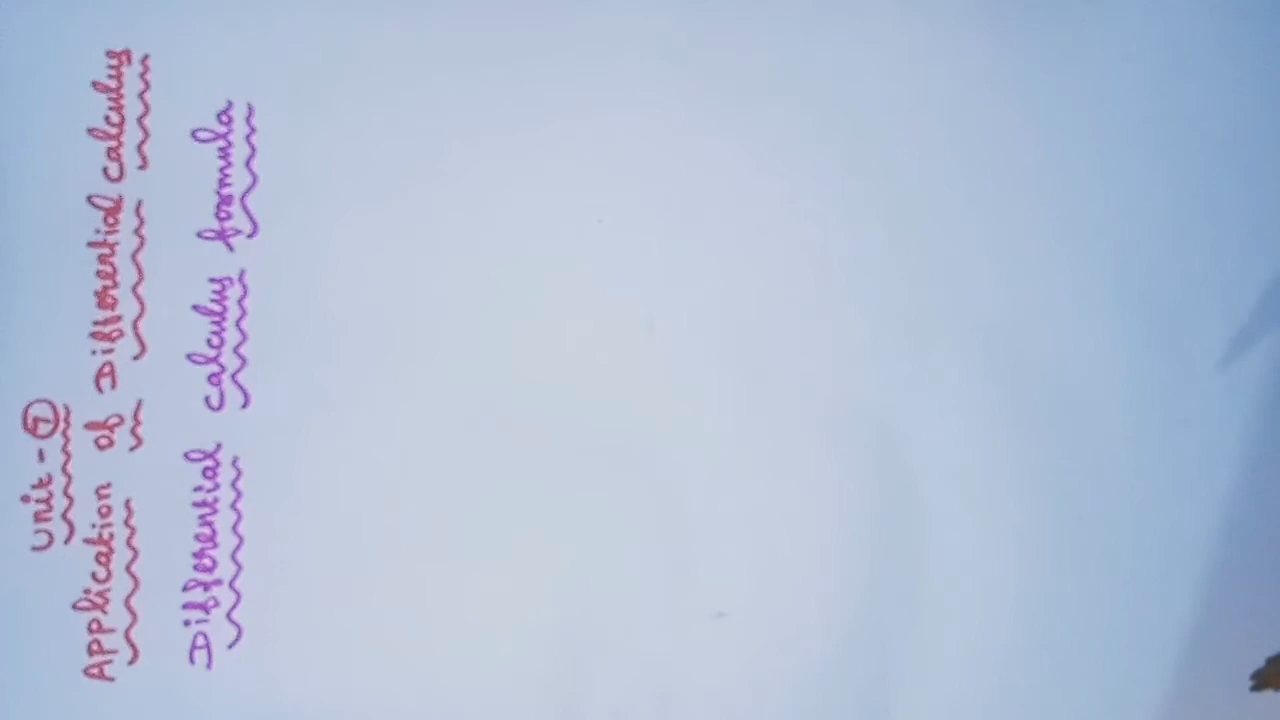 Unit - 7
Application of Differential calculus
Differential calculus formula